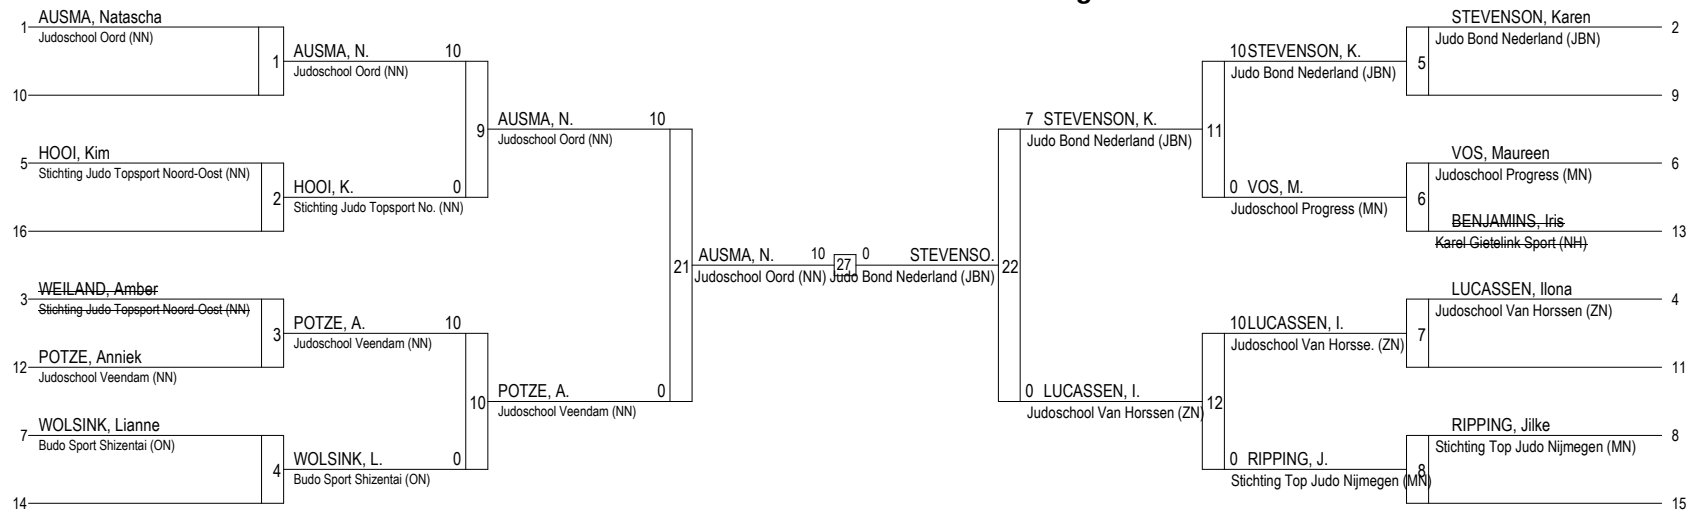 g
1 AUSMA, Natascha
Judoschool Oord (NN)
10
1
AUSMA, N. 10
Judoschool Oord (NN)
5 HOOI, Kim
Stichting Judo Topsport Noord-Oost (NN)
16
2
HOOI, K. 0
Stichting Judo Topsport No. (NN)
9
AUSMA, N. 10
Judoschool Oord (NN)
3 WEILAND, Amber
Stichting Judo Topsport Noord-Oost (NN)
12 POTZE, Anniek
Judoschool Veendam (NN)
3
POTZE, A. 10
Judoschool Veendam (NN)
7 WOLSINK, Lianne
Budo Sport Shizentai (ON)
14
4
WOLSINK, L. 0
Budo Sport Shizentai (ON)
10
POTZE, A. 0
Judoschool Veendam (NN)
21
AUSMA, N. 10
Judoschool Oord (NN)
27
0 STEVENSO.
Judo Bond Nederland (JBN)
22
7 STEVENSON, K.
Judo Bond Nederland (JBN)
11
10 STEVENSON, K.
Judo Bond Nederland (JBN)
5
STEVENSON, Karen 2
Judo Bond Nederland (JBN)
9
0 VOS, M.
Judoschool Progress (MN)
6
VOS, Maureen 6
Judoschool Progress (MN)
BENJAMINS, Iris 13
Karel Gietelink Sport (NH)
0 LUCASSEN, I.
Judoschool Van Horssen (ZN)
12
10 LUCASSEN, I.
Judoschool Van Horsse. (ZN)
7
LUCASSEN, Ilona 4
Judoschool Van Horssen (ZN)
11
0 RIPPING, J.
Stichting Top Judo Nijmegen (MN)
8
RIPPING, Jilke 8
Stichting Top Judo Nijmegen (MN)
15